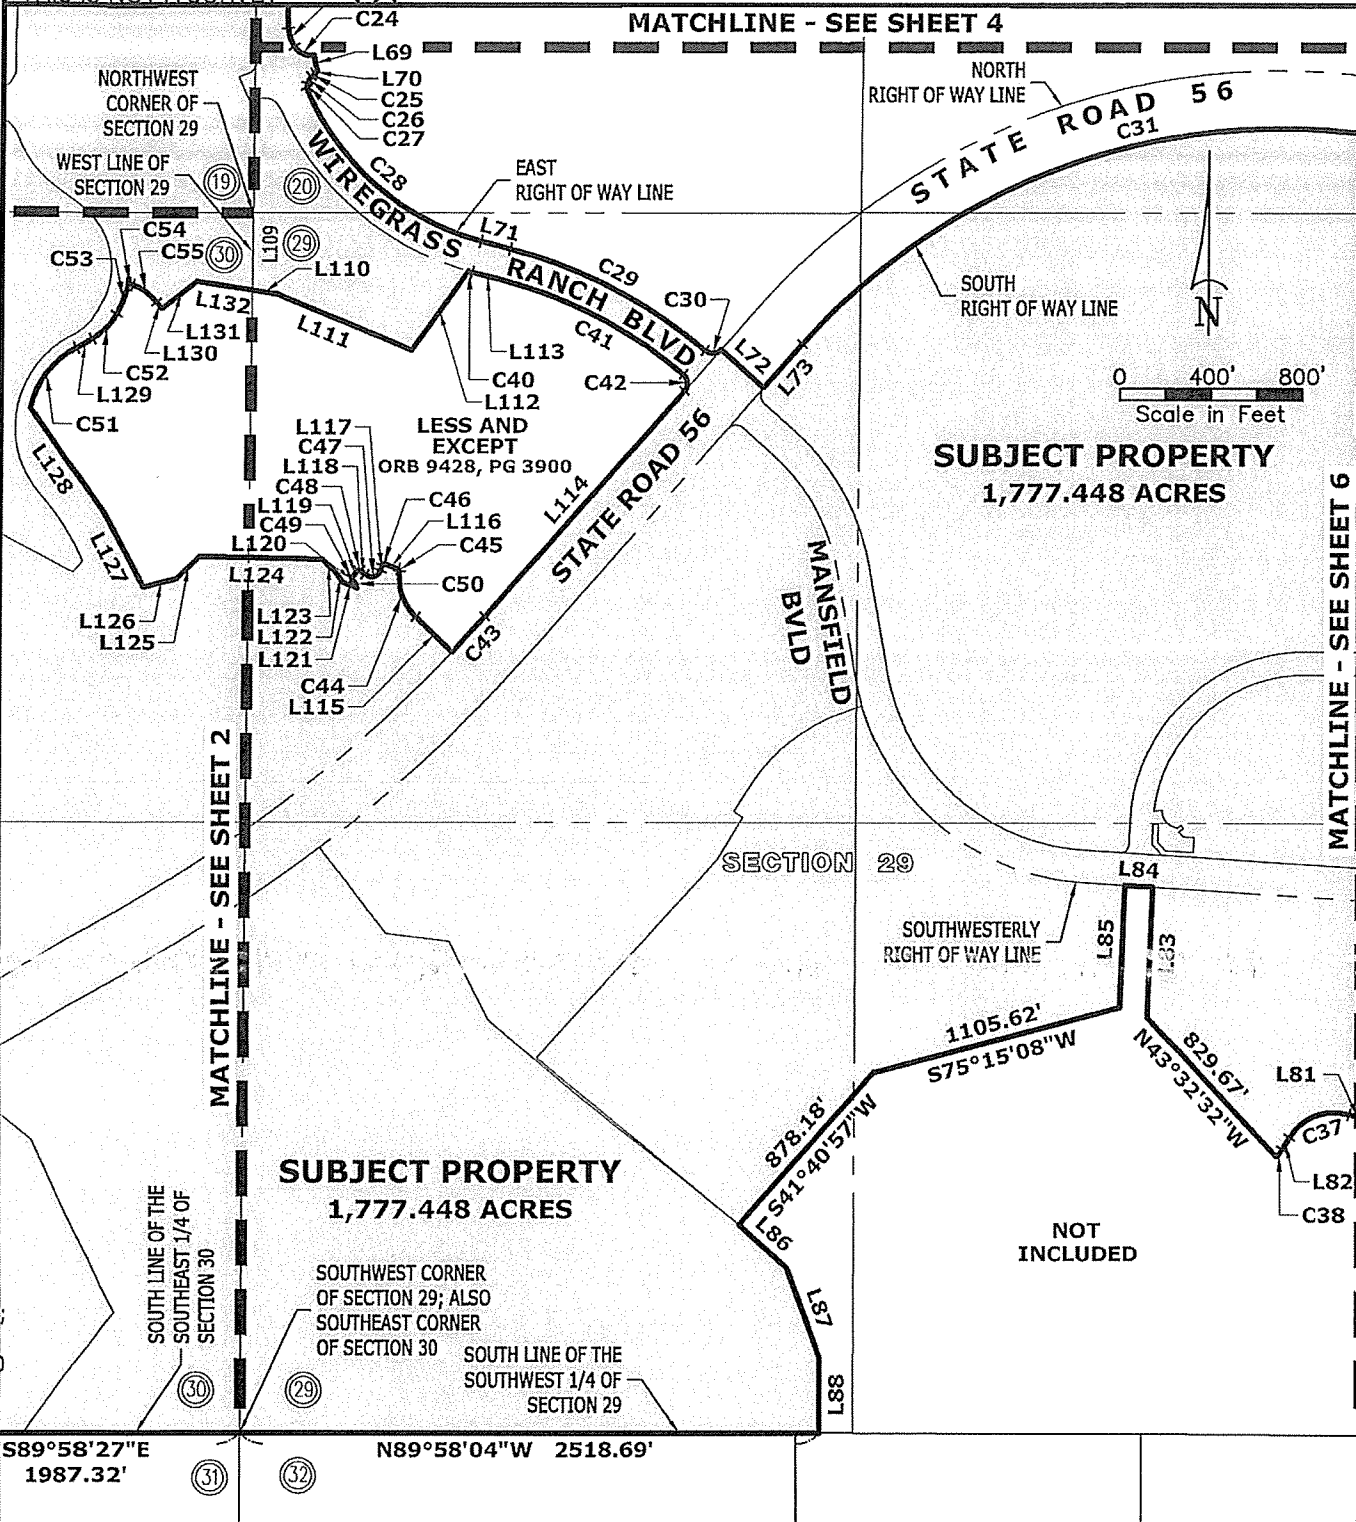 MATCHLINE - SEE SHEET 4
C24
L69
L70
C25
C26
C27
NORTHWEST
CORNER OF
SECTION 29
WEST LINE OF
SECTION 29
19
20
30
29
L109
NORTH
RIGHT OF WAY LINE
STATE ROAD 56
C31
C28
WIREGRASS RANCH BLVD
EAST
RIGHT OF WAY LINE
L71
C29
C30
SOUTH
RIGHT OF WAY LINE
N
C54
C55
C53
L110
L132
L131
L130
C52
L129
C51
L111
C41
L113
C40
L112
C42
L72
L73
0 400' 800'
Scale in Feet
LESS AND
EXCEPT
ORB 9428, PG 3900
SUBJECT PROPERTY
1,777.448 ACRES
MATCHLINE - SEE SHEET 6
L117
C47
L118
C48
L119
C49
L120
C46
L116
C45
C50
L114
STATE ROAD 56
L128
L127
L124
L126
L125
L123
L122
L121
C44
L115
C43
MANSFIELD
BVLD
MATCHLINE - SEE SHEET 2
SECTION 29
L84
SOUTHWESTERLY
RIGHT OF WAY LINE
L85
L83
1105.62'
S75°15'08"W
829.67'
N43°32'32"W
L81
C37
L82
C38
878.18'
S41°40'57"W
L86
L87
L88
NOT
INCLUDED
SUBJECT PROPERTY
1,777.448 ACRES
SOUTH LINE OF THE
SOUTHEAST 1/4 OF
SECTION 30
SOUTHWEST CORNER
OF SECTION 29; ALSO
SOUTHEAST CORNER
OF SECTION 30
SOUTH LINE OF THE
SOUTHWEST 1/4 OF
SECTION 29
30
29
S89°58'27"E
1987.32'
N89°58'04"W 2518.69'
31
32